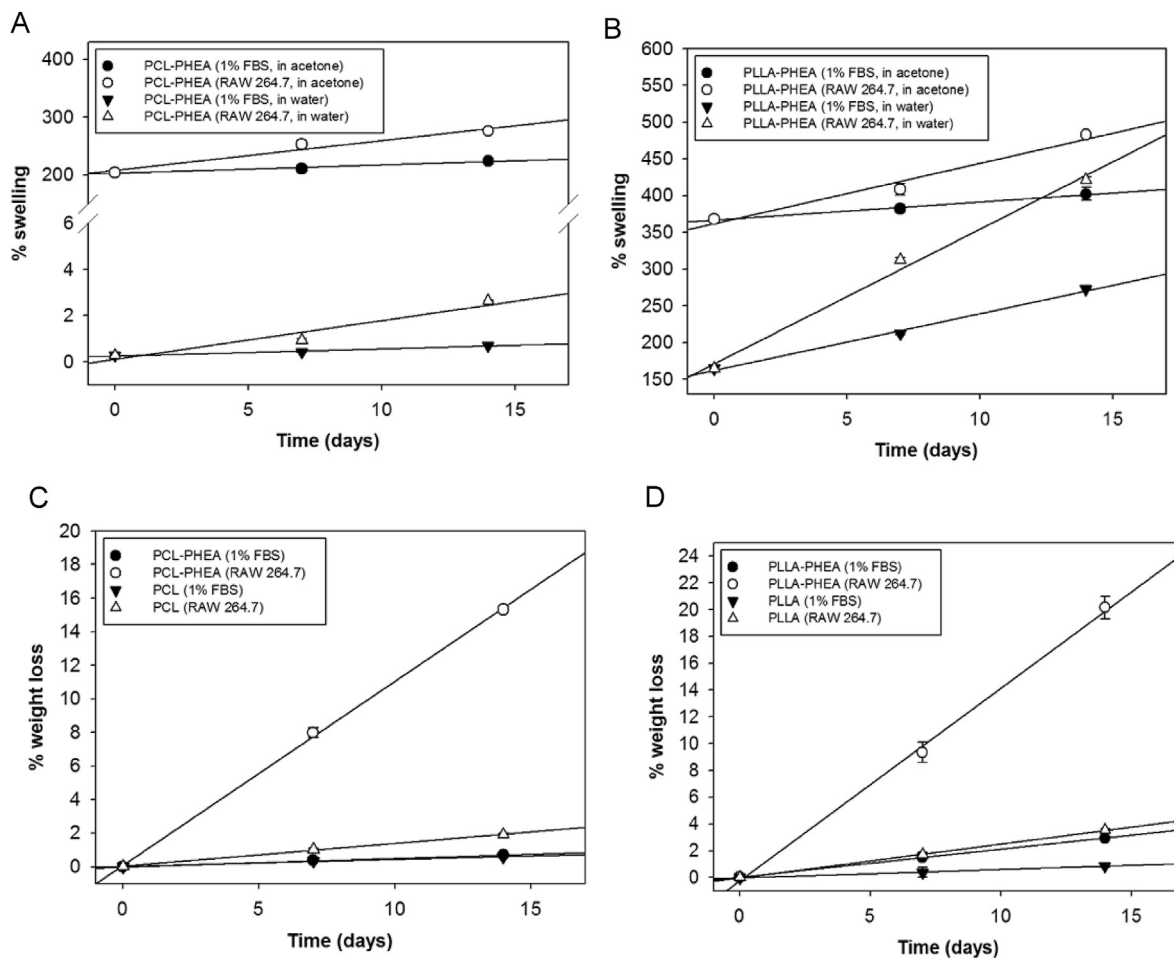 A
400
300
200
6
4
2
0
% swelling
PCL-PHEA (1% FBS, in acetone)
PCL-PHEA (RAW 264.7, in acetone)
PCL-PHEA (1% FBS, in water)
PCL-PHEA (RAW 264.7, in water)
0 5 10 15
Time (days)
B
600
550
500
450
400
350
300
250
200
150
% swelling
PLLA-PHEA (1% FBS, in acetone)
PLLA-PHEA (RAW 264.7, in acetone)
PLLA-PHEA (1% FBS, in water)
PLLA-PHEA (RAW 264.7, in water)
0 5 10 15
Time (days)
C
20
18
16
14
12
10
8
6
4
2
0
% weight loss
PCL-PHEA (1% FBS)
PCL-PHEA (RAW 264.7)
PCL (1% FBS)
PCL (RAW 264.7)
0 5 10 15
Time (days)
D
24
22
20
18
16
14
12
10
8
6
4
2
0
% weight loss
PLLA-PHEA (1% FBS)
PLLA-PHEA (RAW 264.7)
PLLA (1% FBS)
PLLA (RAW 264.7)
0 5 10 15
Time (days)